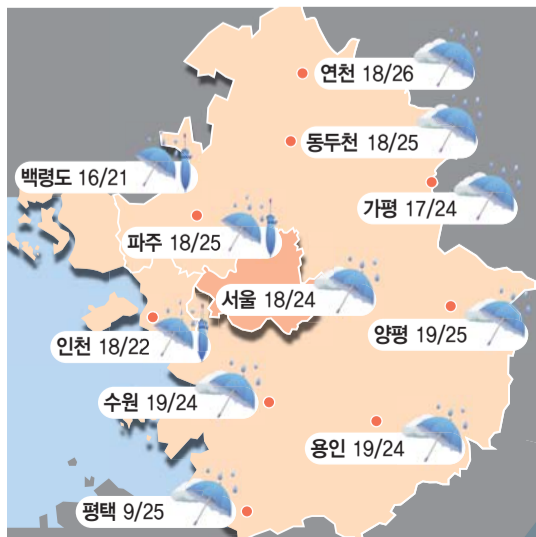 연천 18/26
동두천 18/25
백령도 16/21
가평 17/24
파주 18/25
서울 18/24
양평 19/25
인천 18/22
수원 19/24
용인 19/24
평택 9/25